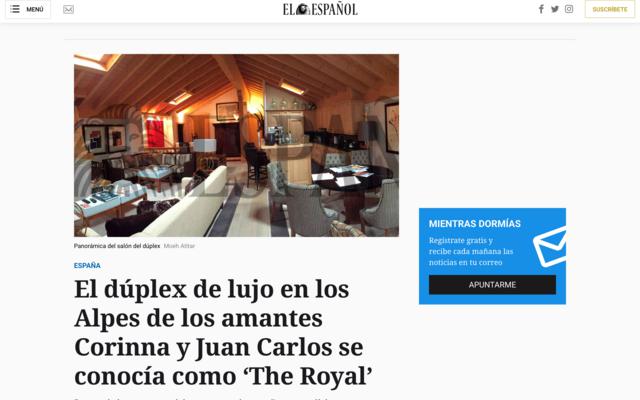 MENÚ
EL ESPAÑOL
SUSCRÍBETE
Panorámica del salón del dúplex Moeh Atitar
ESPAÑA
El dúplex de lujo en los
Alpes de los amantes
Corinna y Juan Carlos se
conocía como ‘The Royal’
MIENTRAS DORMÍAS
Regístrate gratis y
recibe cada mañana las
noticias en tu correo
APUNTARME